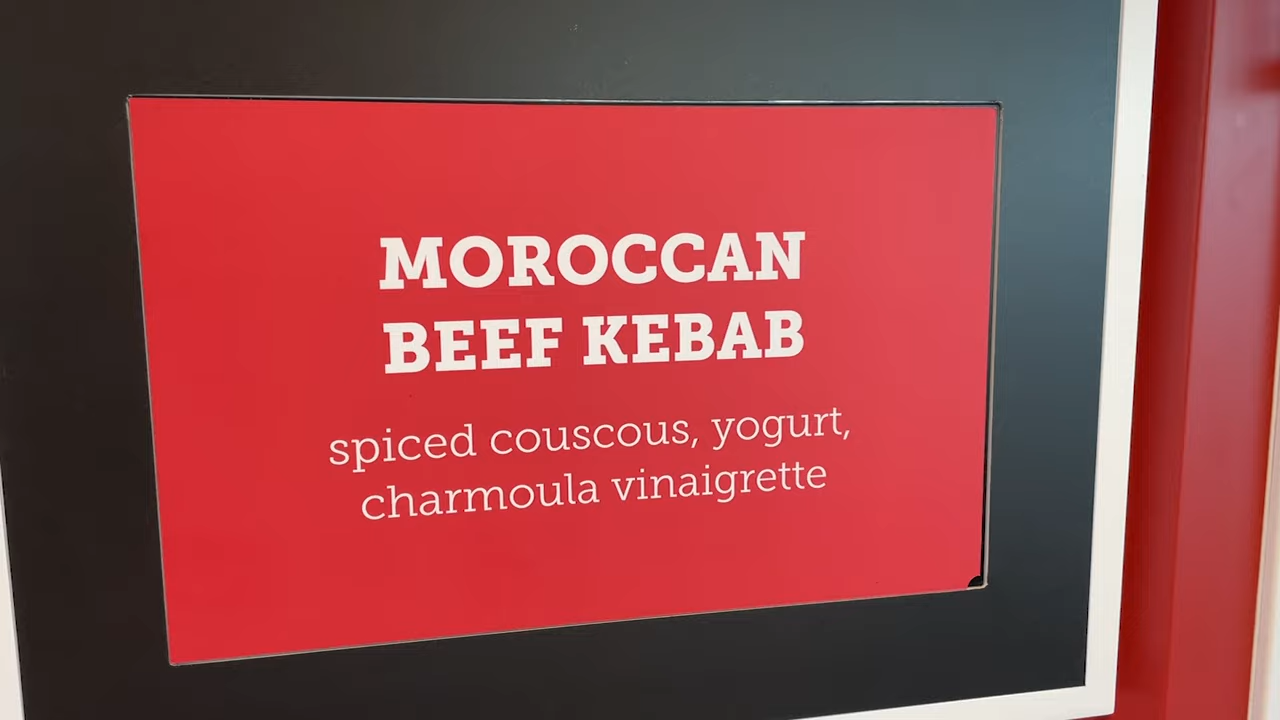 MOROCCAN
BEEF KEBAB
spiced couscous, yogurt,
charmoula vinaigrette